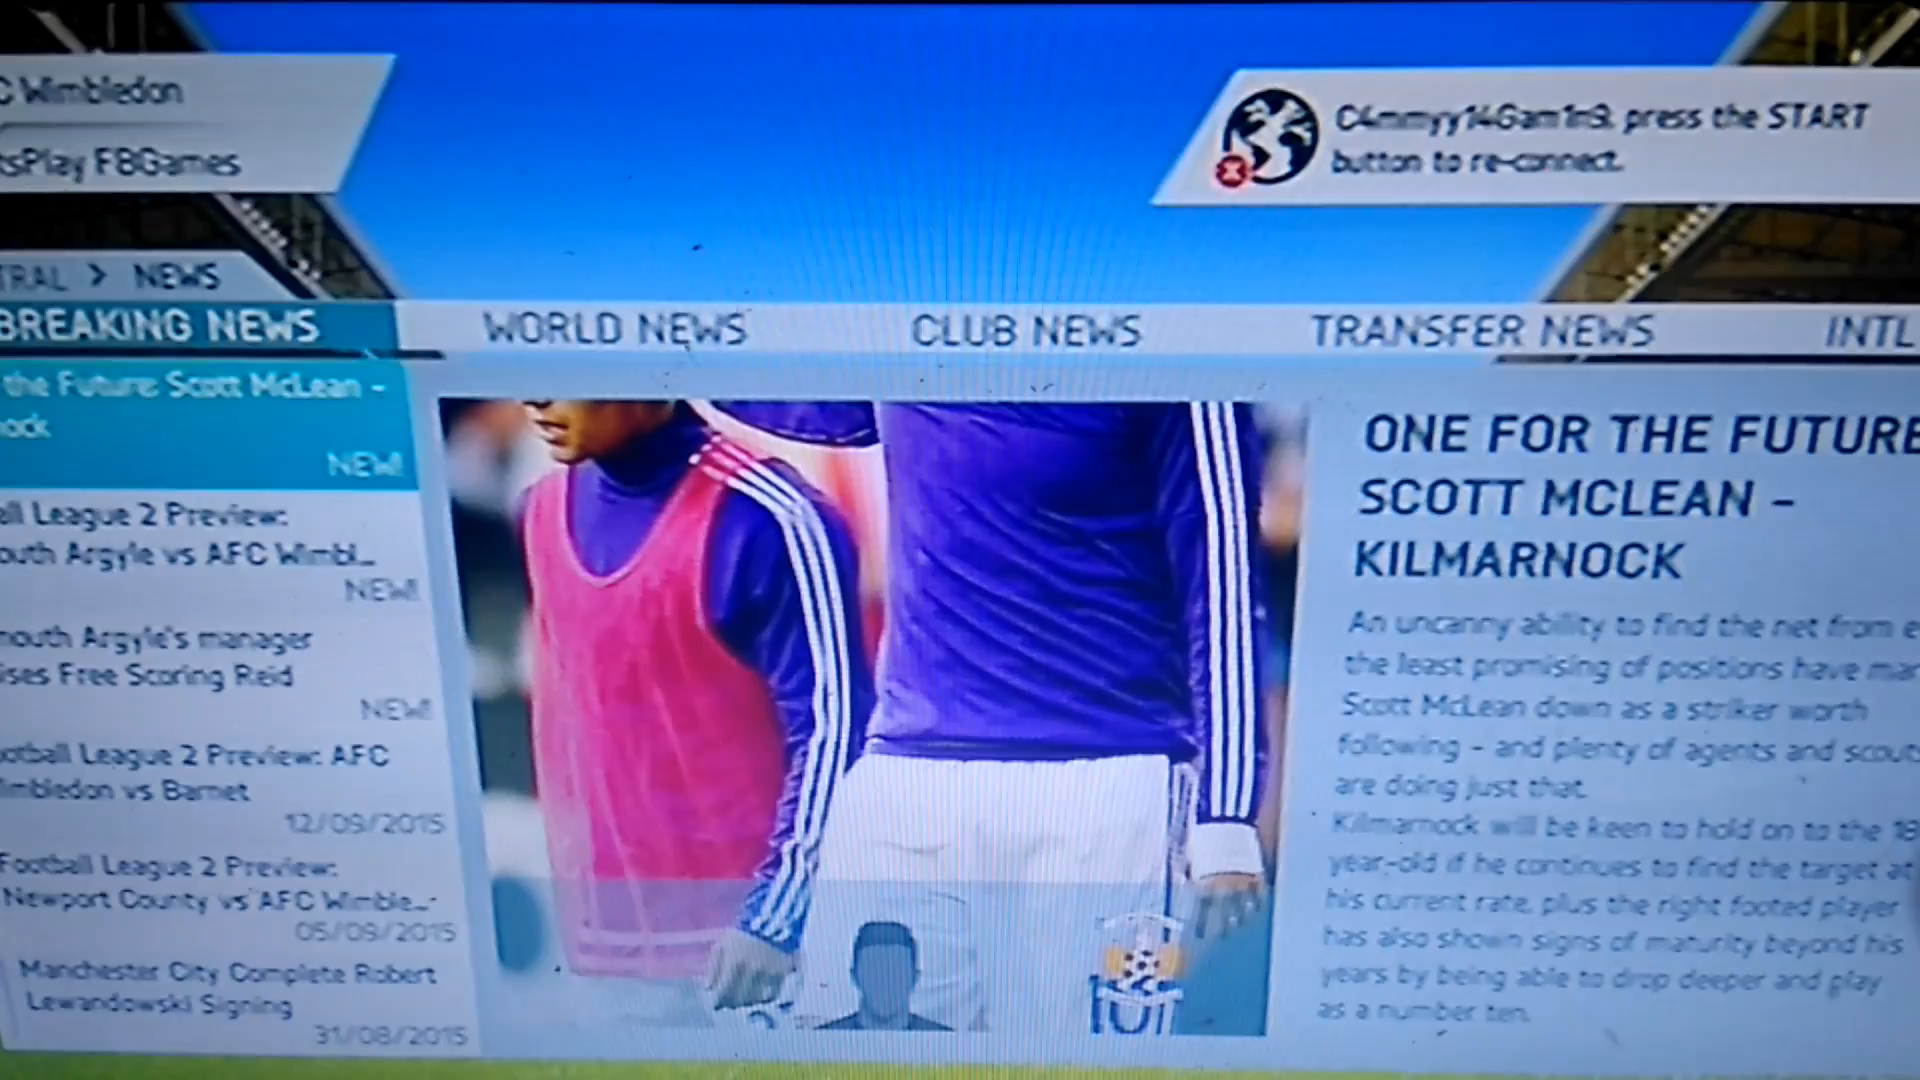 C Wimbledon
tsPlay F8Games
C4mmyy14Gam1n9, press the START
button to re-connect.
TRAL > NEWS
BREAKING NEWS
WORLD NEWS
CLUB NEWS
TRANSFER NEWS
INTL
the Future Scott McLean -
nock
NEW!
all League 2 Preview:
outh Argyle vs AFC Wimbl...
NEW!
mouth Argyle's manager
ises Free Scoring Reid
NEW!
ootball League 2 Preview: AFC
imbledon vs Barnet
12/09/2015
Football League 2 Preview:
Newport County vs AFC Wimble...
05/09/2015
Manchester City Complete Robert
Lewandowski Signing
31/08/2015
ONE FOR THE FUTURE
SCOTT MCLEAN -
KILMARNOCK
An uncanny ability to find the net from e
the least promising of positions have mar
Scott McLean down as a striker worth
following - and plenty of agents and scouts
are doing just that.
Kilmarnock will be keen to hold on to the 18
year-old if he continues to find the target at
his current rate, plus the right footed player
has also shown signs of maturity beyond his
years by being able to drop deeper and play
as a number ten.